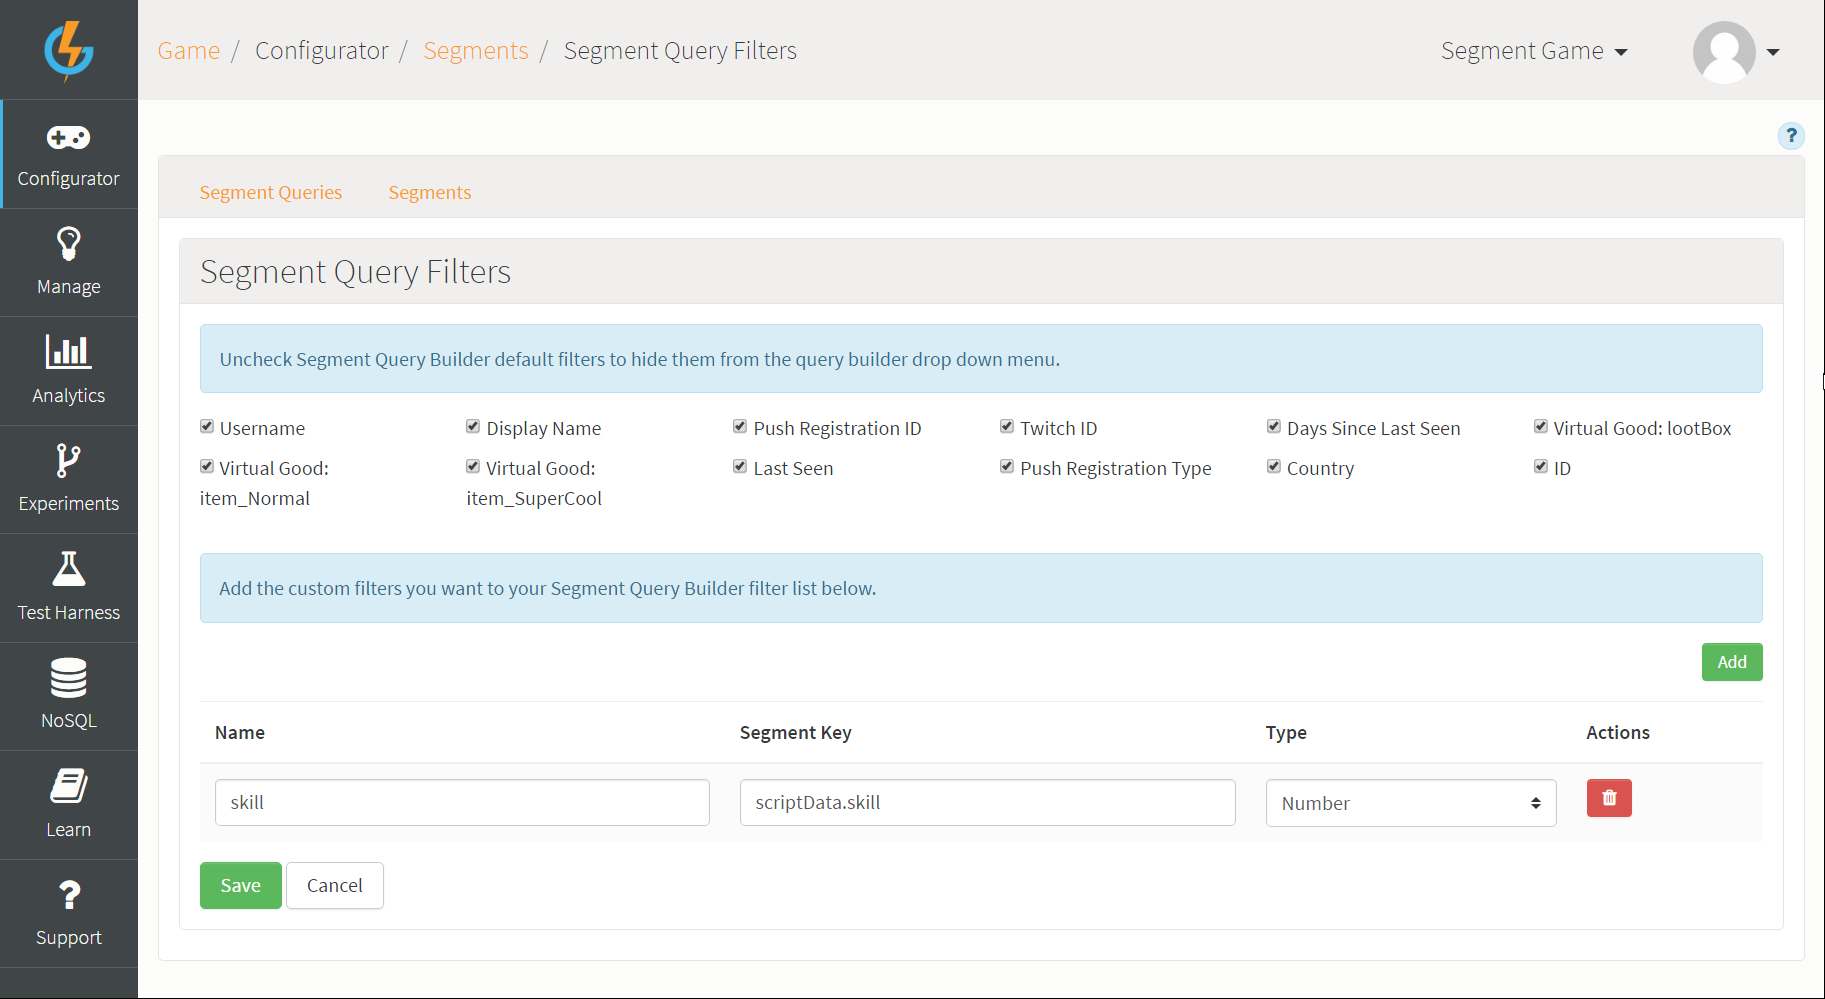 Game / Configurator / Segments / Segment Query Filters
Segment Game
Configurator
Manage
Analytics
Experiments
Test Harness
NoSQL
Learn
Support
?
Segment Queries Segments
Segment Query Filters
Uncheck Segment Query Builder default filters to hide them from the query builder drop down menu.
Username Display Name Push Registration ID Twitch ID Days Since Last Seen Virtual Good: lootBox
Virtual Good: Virtual Good: Last Seen Push Registration Type Country ID
item_Normal item_SuperCool
Add the custom filters you want to your Segment Query Builder filter list below.
Add
Name Segment Key Type Actions
skill scriptData.skill Number
Save Cancel